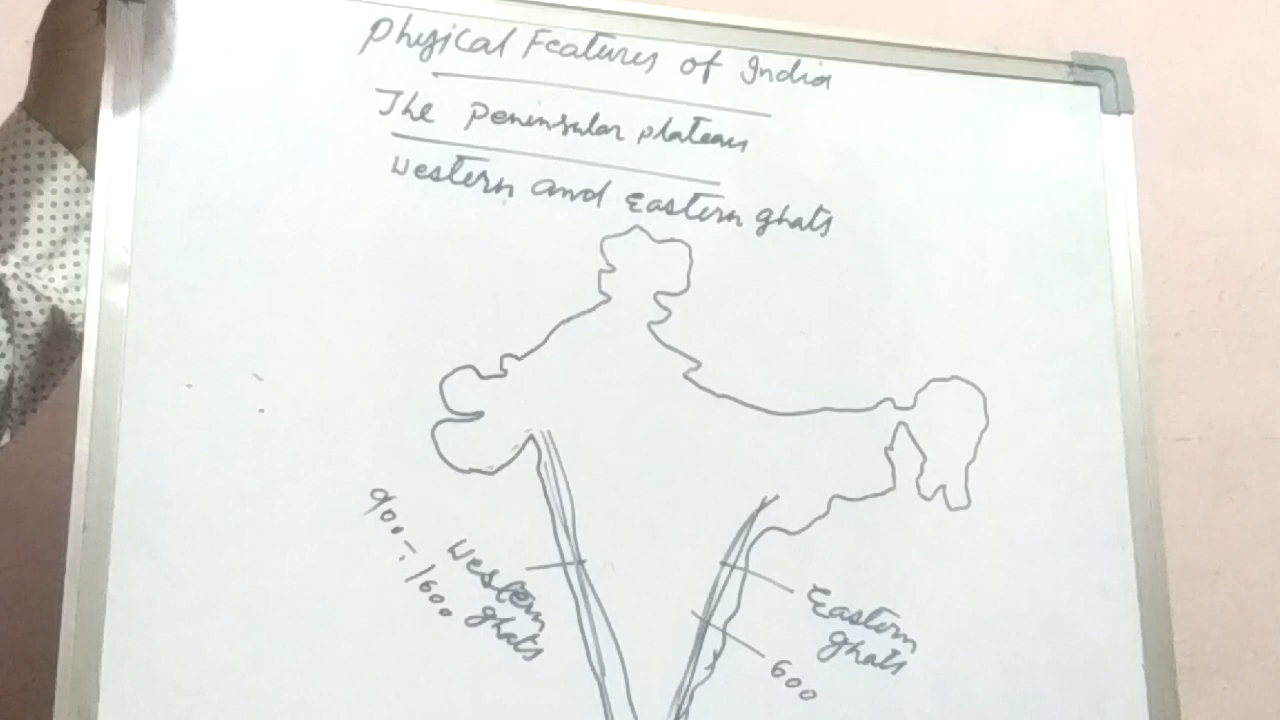 Physical Features of India
The Peninsular plateau
Western and Eastern ghats
Western
ghats
900-1600
Eastern
ghats
600